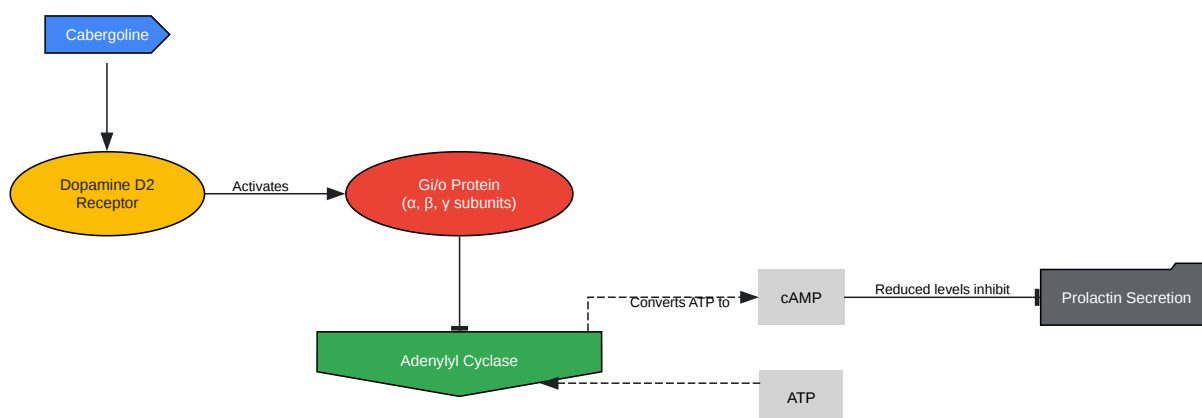 Cabergoline
Dopamine D2
Receptor
Activates
Gi/o Protein
(α, β, γ subunits)
Converts ATP to
cAMP
Reduced levels inhibit
Prolactin Secretion
Adenylyl Cyclase
ATP